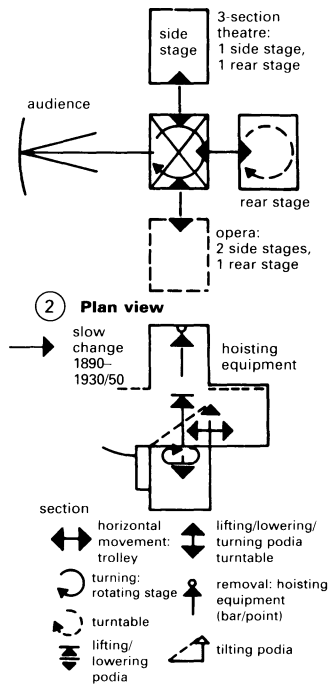 side
stage
3-section
theatre:
1 side stage,
1 rear stage
audience
rear stage
opera:
2 side stages,
1 rear stage
2 Plan view
slow
change
1890–
1930/50
hoisting
equipment
section
horizontal
movement:
trolley
lifting/lowering/
turning podia
turntable
turning:
rotating stage
removal: hoisting
equipment
(bar/point)
turntable
lifting/
lowering
podia
tilting podia